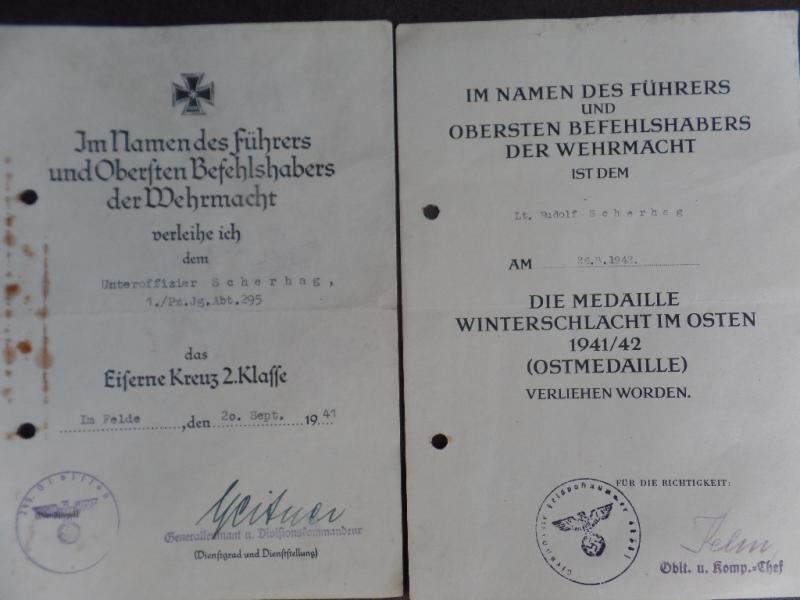 Im Namen des Führers
und Obersten Befehlshabers
der Wehrmacht
verleihe ich
dem
Unteroffizier Scherhag,
1./Pz.Jg.Abt.295
das
Eiserne Kreuz 2.Klasse
Im Felde, den 20. Sept. 1941
Generalleutnant u. Divisionskommandeur
(Dienstgrad und Dienststellung)
IM NAMEN DES FÜHRERS
UND
OBERSTEN BEFEHLSHABERS
DER WEHRMACHT
IST DEM
Lt. Rudolf Scherhag
AM 26.8.1942.
DIE MEDAILLE
WINTERSCHLACHT IM OSTEN
1941/42
(OSTMEDAILLE)
VERLIEHEN WORDEN.
FÜR DIE RICHTIGKEIT:
Oblt. u. Komp.-Chef